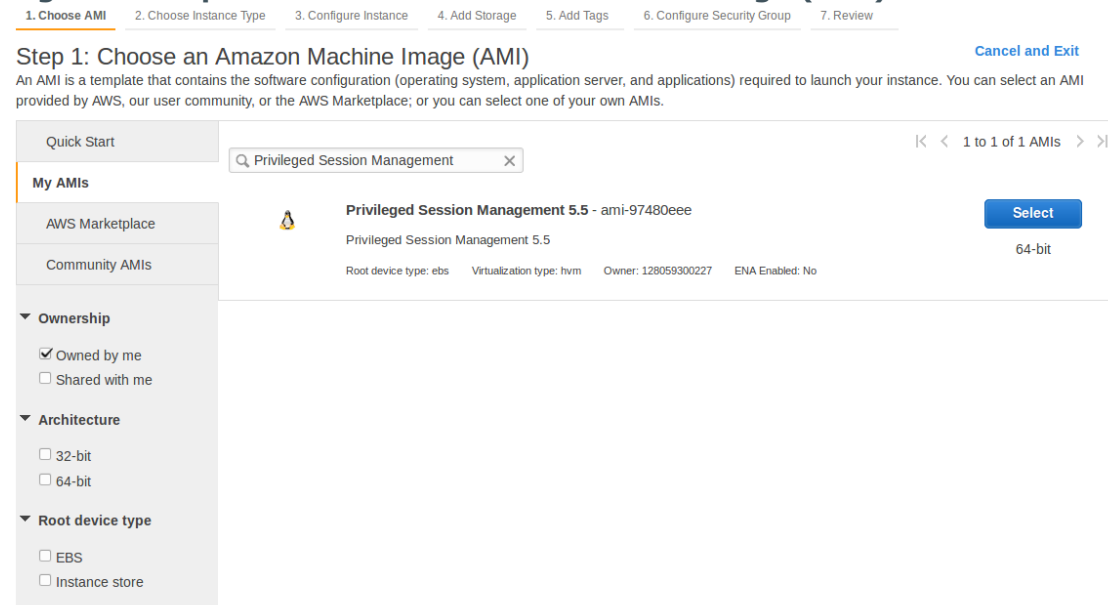 1. Choose AMI 2. Choose Instance Type 3. Configure Instance 4. Add Storage 5. Add Tags 6. Configure Security Group 7. Review
Step 1: Choose an Amazon Machine Image (AMI)
Cancel and Exit
An AMI is a template that contains the software configuration (operating system, application server, and applications) required to launch your instance. You can select an AMI
provided by AWS, our user community, or the AWS Marketplace; or you can select one of your own AMIs.
Quick Start
My AMIs
AWS Marketplace
Community AMIs
Ownership
Owned by me
Shared with me
Architecture
32-bit
64-bit
Root device type
EBS
Instance store
1 to 1 of 1 AMIs
Privileged Session Management
Privileged Session Management 5.5 - ami-97480eee
Select
Privileged Session Management 5.5
64-bit
Root device type: ebs Virtualization type: hvm Owner: 128059300227 ENA Enabled: No